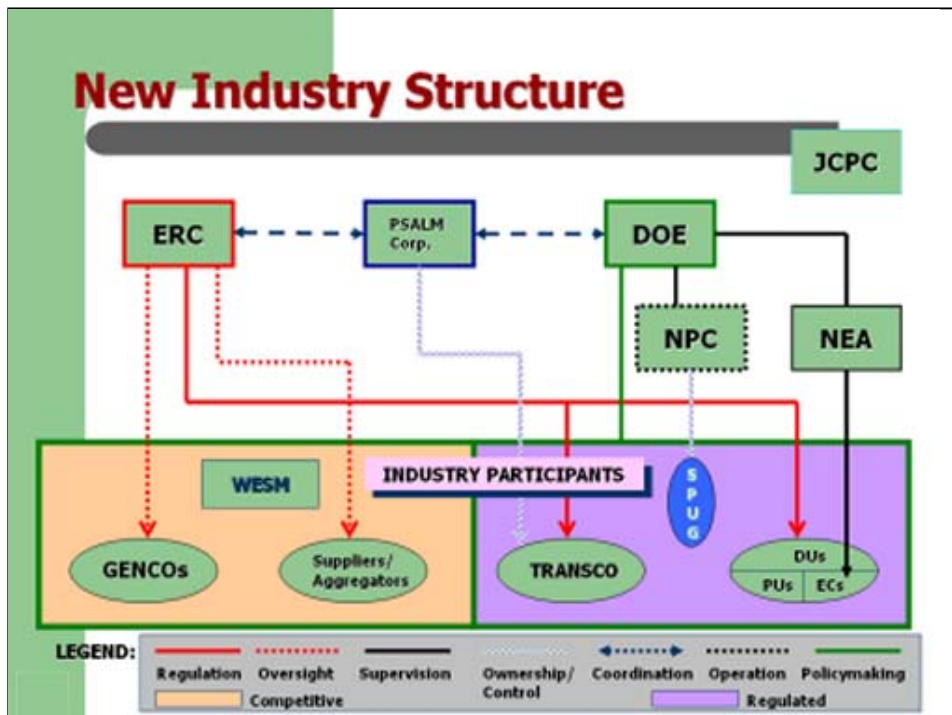 New Industry Structure
JCPC
ERC
PSALM
Corp.
DOE
NPC
NEA
WESM
INDUSTRY PARTICIPANTS
SPUG
GENCOs
Suppliers/
Aggregators
TRANSCO
DUs
PUs ECs
LEGEND:
Regulation Oversight Supervision Ownership/
Control Coordination Operation Policymaking
Competitive Regulated